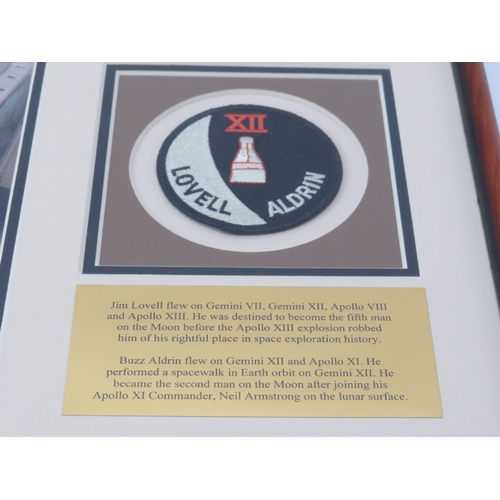 XII
LOVELL
ALDRIN
Jim Lovell flew on Gemini VII, Gemini XII, Apollo VIII
and Apollo XIII. He was destined to become the fifth man
on the Moon before the Apollo XIII explosion robbed
him of his rightful place in space exploration history.
Buzz Aldrin flew on Gemini XII and Apollo XI. He
performed a spacewalk in Earth orbit on Gemini XII. He
became the second man on the Moon after joining his
Apollo XI Commander, Neil Armstrong on the lunar surface.